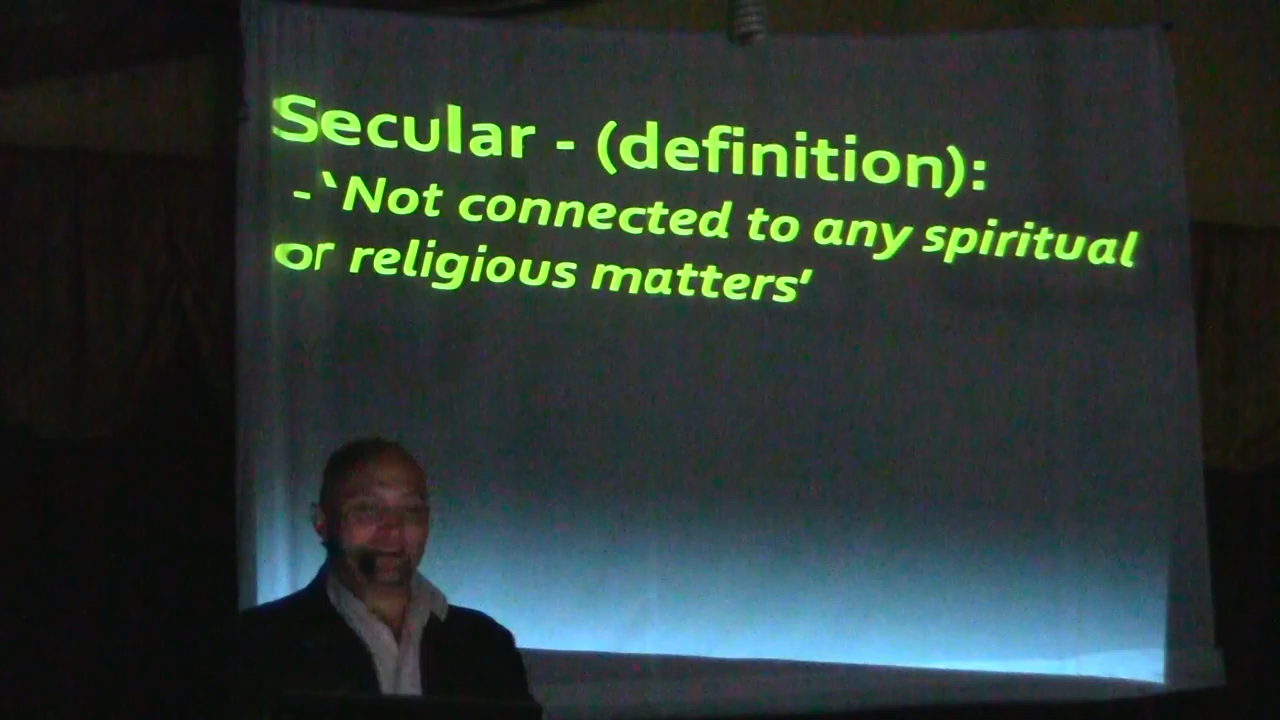 Secular - (definition):
-‘Not connected to any spiritual
or religious matters’